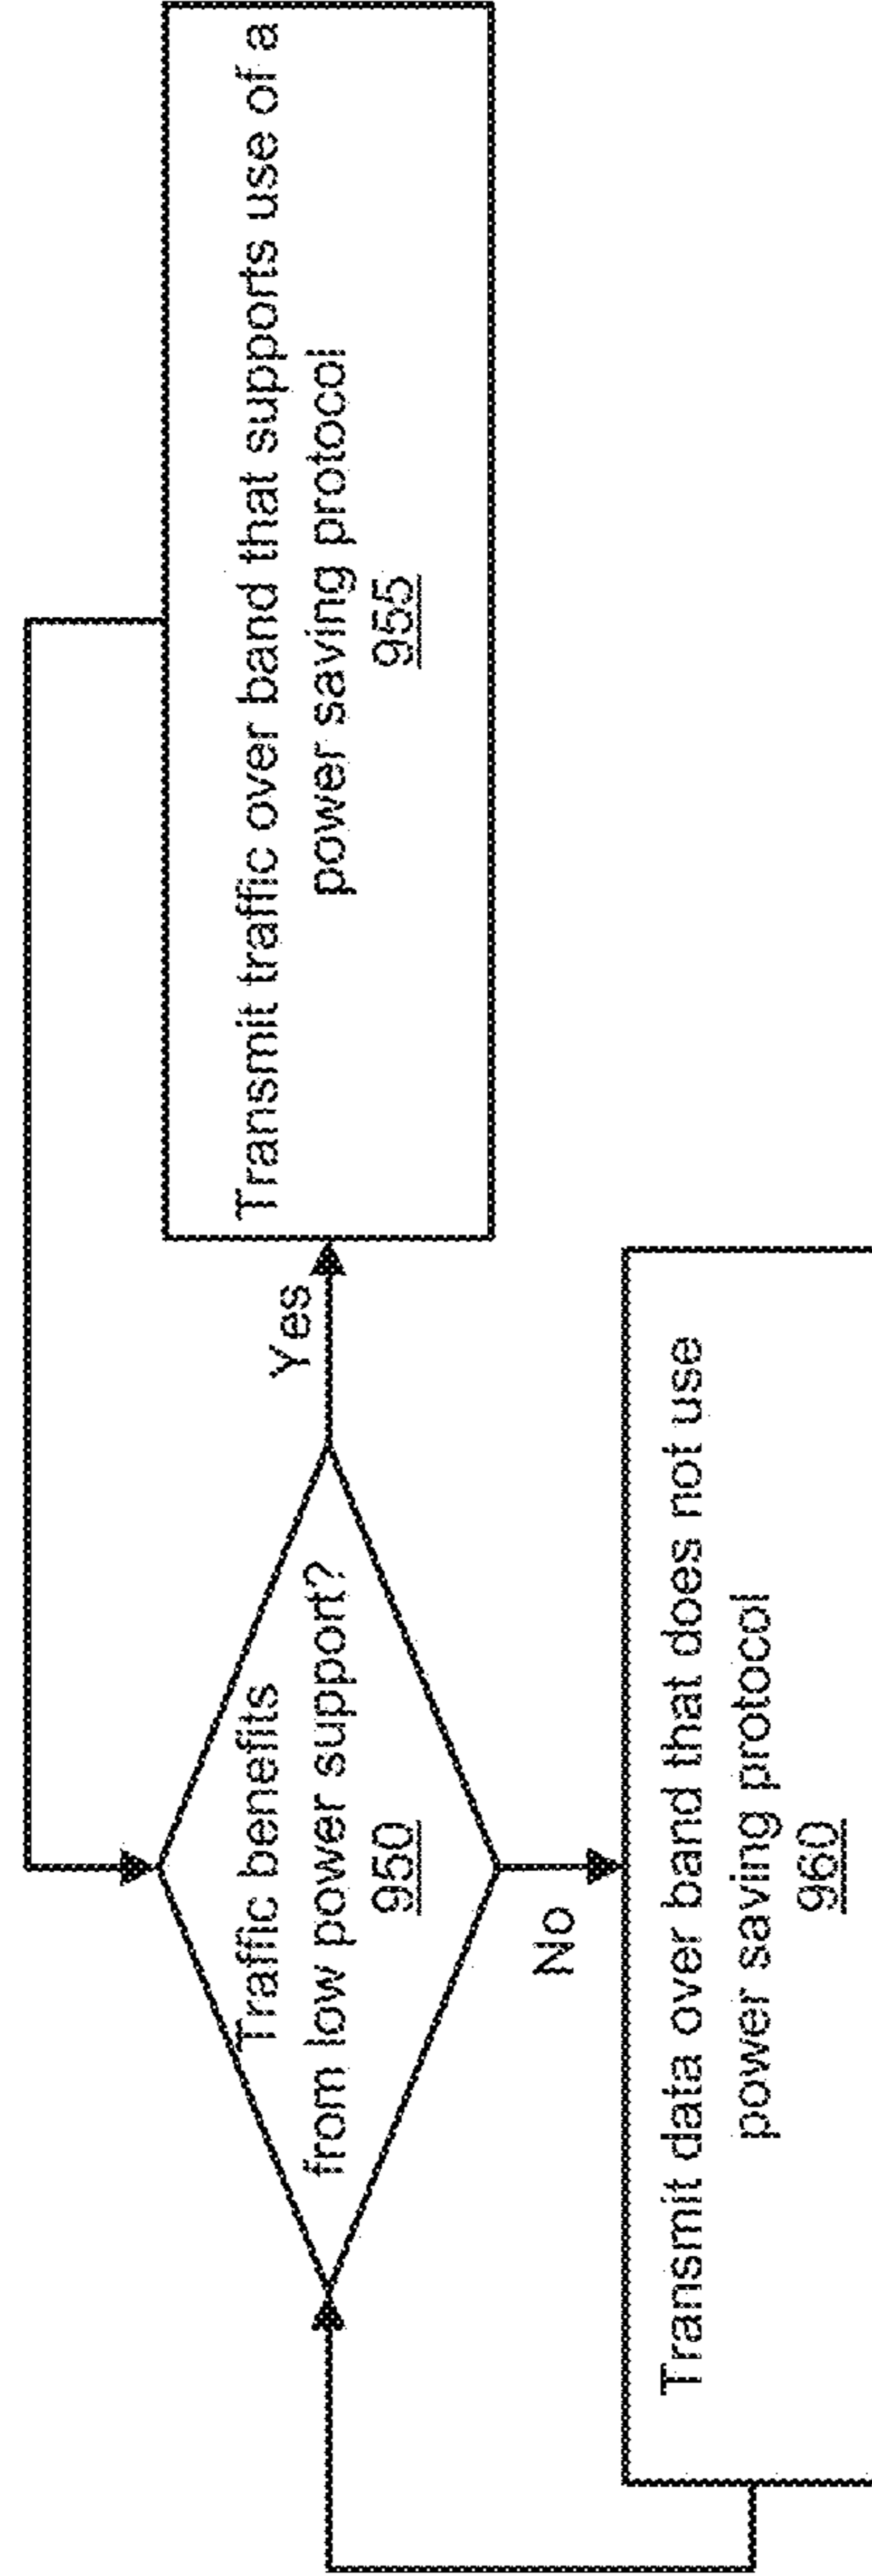 Traffic benefits
from low power support?
950
Yes
Transmit traffic over band that supports use of a
power saving protocol
955
No
Transmit data over band that does not use
power saving protocol
960